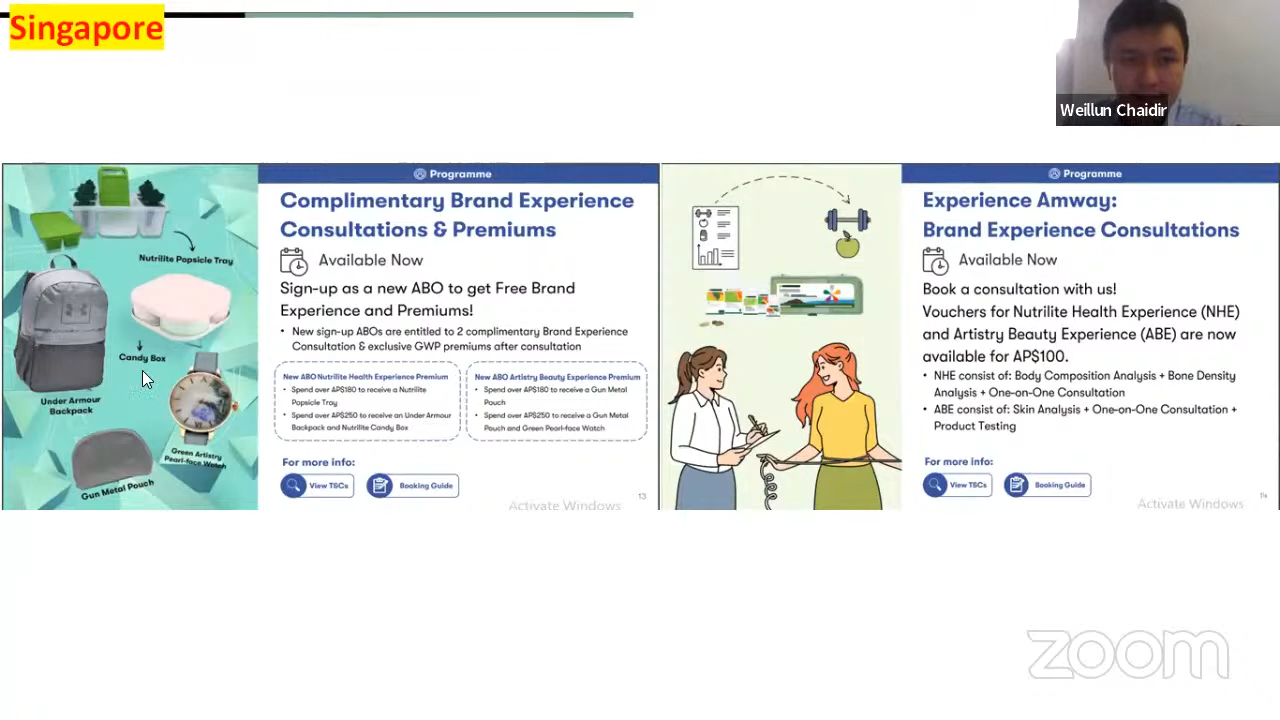 Singapore
Weillun Chaidir
Nutrilite Popsicle Tray
Candy Box
Under Armour
Backpack
Green Artistry
Pearl-face Watch
Gun Metal Pouch
Programme
Complimentary Brand Experience
Consultations & Premiums
Available Now
Sign-up as a new ABO to get Free Brand
Experience and Premiums!
• New sign-up ABOs are entitled to 2 complimentary Brand Experience
Consultation & exclusive GWP premiums after consultation
New ABO Nutrilite Health Experience Premium
• Spend over AP$180 to receive a Nutrilite
Popsicle Tray
• Spend over AP$250 to receive an Under Armour
Backpack and Nutrilite Candy Box
New ABO Artistry Beauty Experience Premium
• Spend over AP$180 to receive a Gun Metal
Pouch
• Spend over AP$250 to receive a Gun Metal
Pouch and Green Pearl-face Watch
For more info:
View T&Cs
Booking Guide
13
Activate Windows
Programme
Experience Amway:
Brand Experience Consultations
Available Now
Book a consultation with us!
Vouchers for Nutrilite Health Experience (NHE)
and Artistry Beauty Experience (ABE) are now
available for AP$100.
• NHE consist of: Body Composition Analysis + Bone Density
Analysis + One-on-One Consultation
• ABE consist of: Skin Analysis + One-on-One Consultation +
Product Testing
For more info:
View T&Cs
Booking Guide
14
Activate Windows
zoom